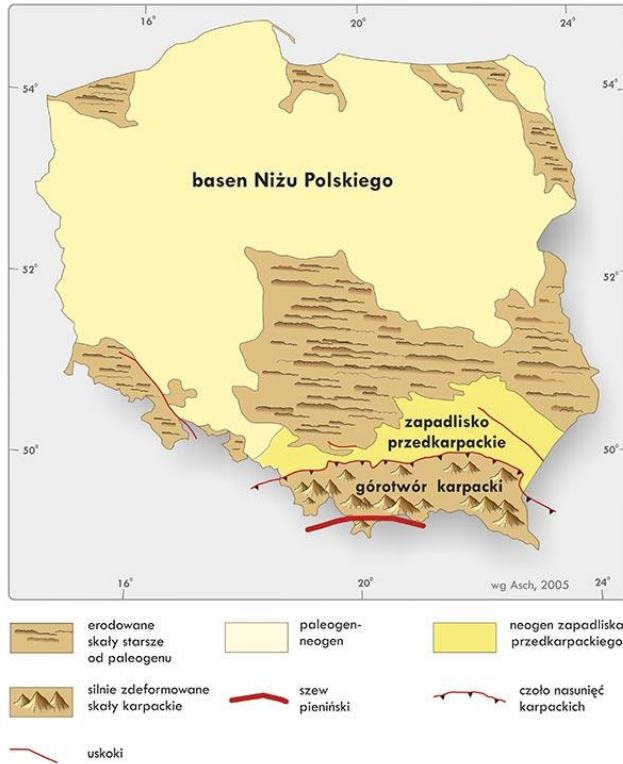 16° 20° 24°
54° 54°
basen Niżu Polskiego
52° 52°
zapadlisko
przedkarpackie
50° 50°
górotwór karpacki
wg Asch, 2005
16° 20° 24°
erodowane
skały starsze
od paleogenu
paleogen-
neogen
neogen zapadliska
przedkarpackiego
silnie zdeformowane
skały karpackie
szew
pieniński
czoło nasunięć
karpackich
uskoki